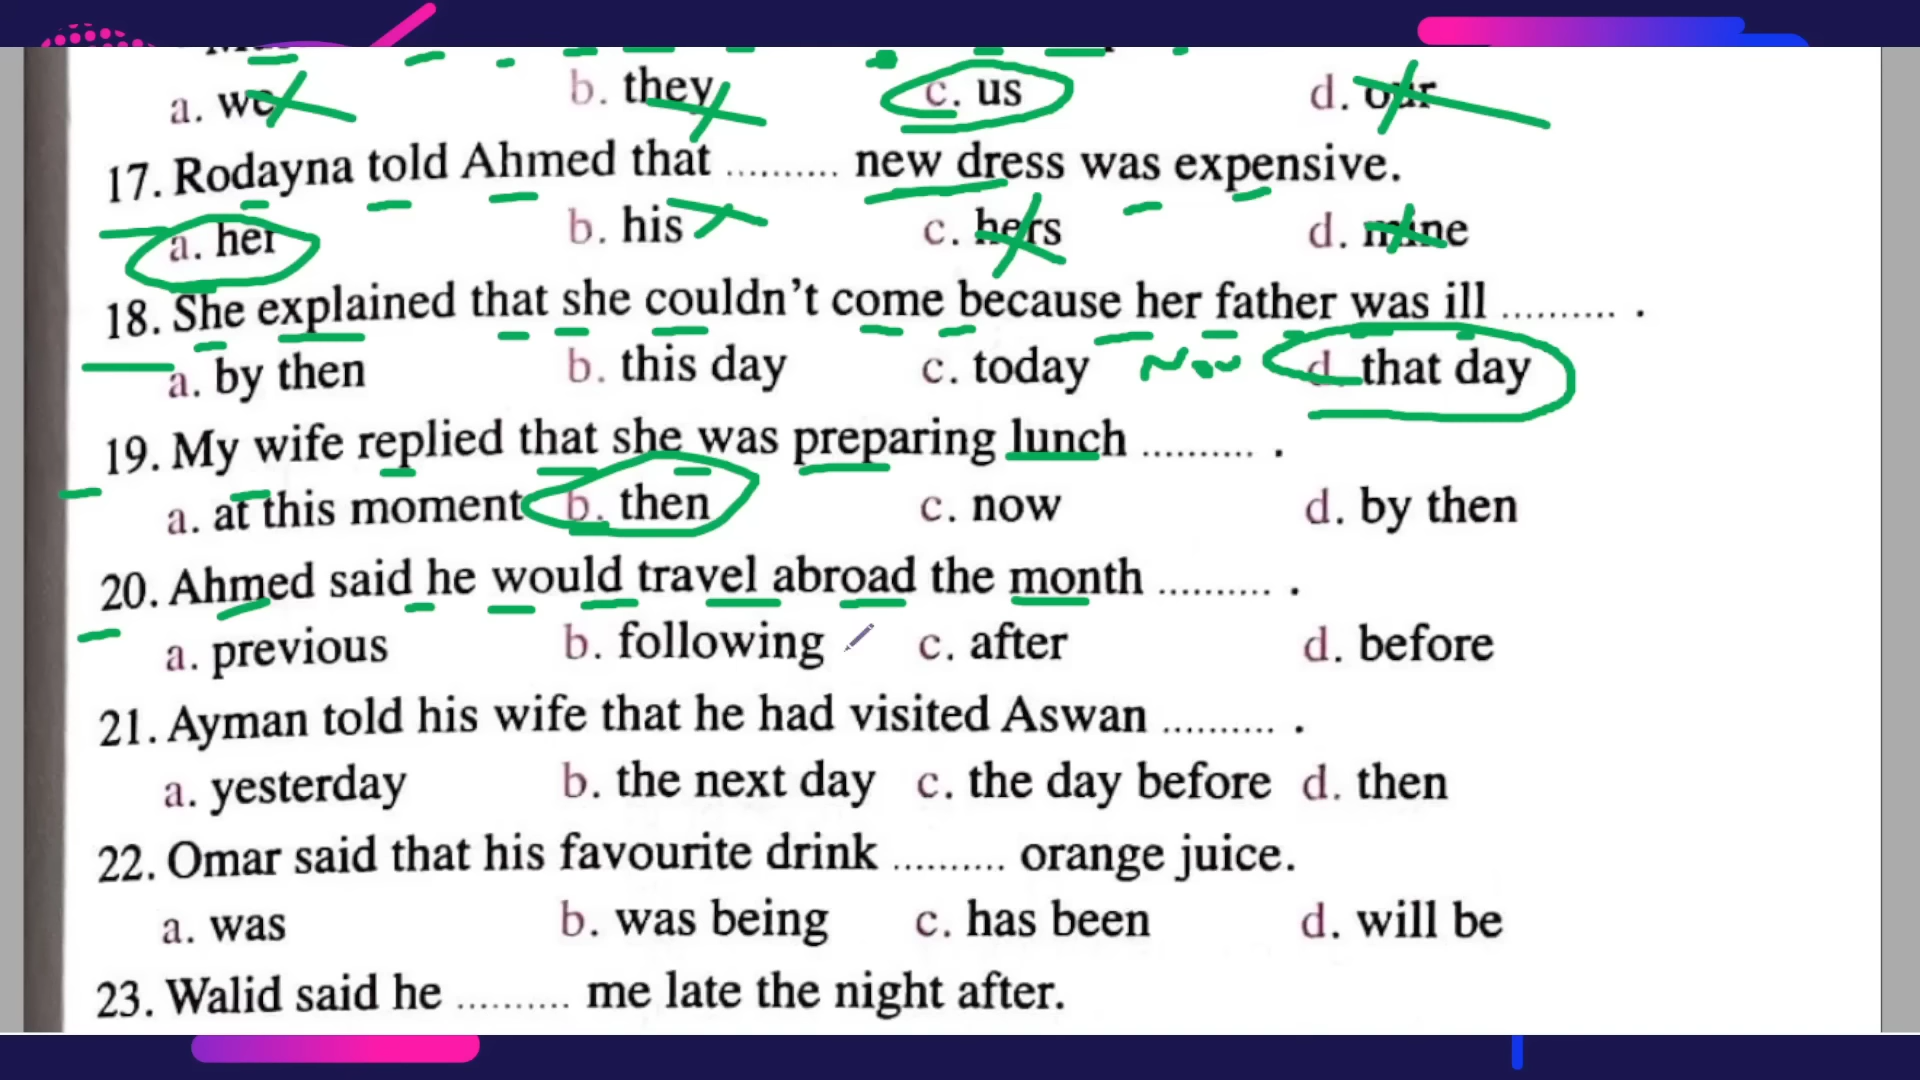 a. we b. they c. us d. our
17. Rodayna told Ahmed that .......... new dress was expensive.
a. her b. his c. hers d. mine
18. She explained that she couldn't come because her father was ill .......... .
a. by then b. this day c. today Now d. that day
19. My wife replied that she was preparing lunch .......... .
a. at this moment b. then c. now d. by then
20. Ahmed said he would travel abroad the month .......... .
a. previous b. following c. after d. before
21. Ayman told his wife that he had visited Aswan .......... .
a. yesterday b. the next day c. the day before d. then
22. Omar said that his favourite drink .......... orange juice.
a. was b. was being c. has been d. will be
23. Walid said he .......... me late the night after.